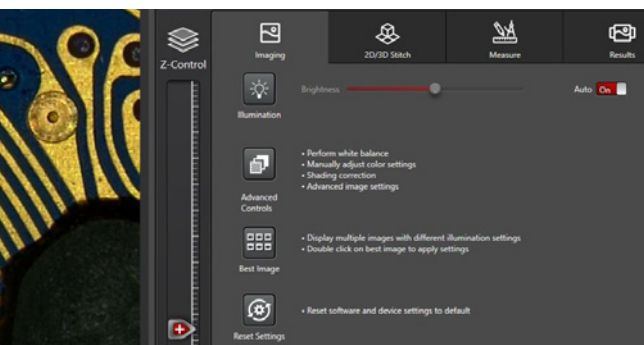 Z-Control
Imaging
2D/3D Stitch
Measure
Results
Illumination
Brightness
Auto
On
Advanced
Controls
• Perform white balance
• Manually adjust color settings
• Shading correction
• Advanced image settings
Best Image
• Display multiple images with different illumination settings
• Double click on best image to apply settings
Reset Settings
• Reset software and device settings to default